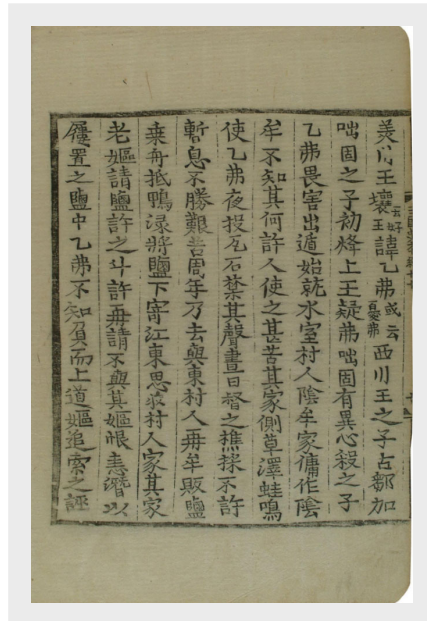 美川王一云好壤王諱乙弗或云憂弗西川王之子古鄒加
咄固之子初烽上王疑弟咄固有異心殺之子
乙弗畏害出遁始就水室村人陰牟家傭作陰
牟不知其何許人使之甚苦其家側草澤蛙鳴
使乙弗夜投瓦石禁其聲晝日督之樵採不許
暫息不勝艱苦周年乃去與東村人再牟販鹽
乗舟抵鴨淥將鹽下寄江東思收村人家其家
老嫗請鹽許之斗許再請不與其嫗恨恚潛以
屨置之鹽中乙弗不知負而上道嫗追索之誣